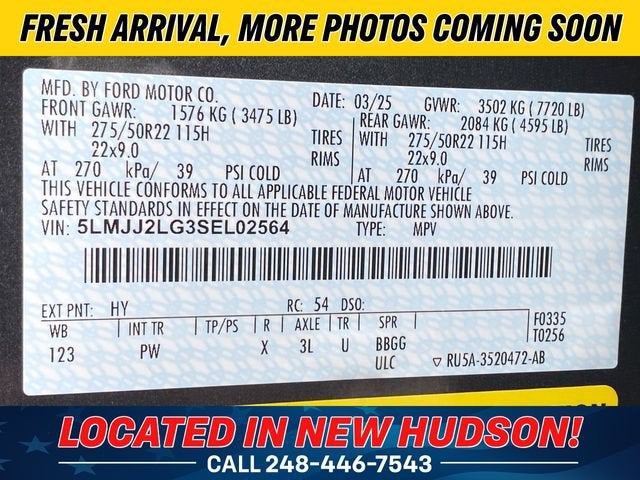 FRESH ARRIVAL, MORE PHOTOS COMING SOON
MFD. BY FORD MOTOR CO.
DATE: 03/25 GVWR: 3502 KG ( 7720 LB)
FRONT GAWR: 1576 KG ( 3475 LB)
REAR GAWR: 2084 KG ( 4595 LB)
WITH 275/50R22 115H TIRES
WITH 275/50R22 115H TIRES
22x9.0 RIMS
22x9.0 RIMS
AT 270 kPa/ 39 PSI COLD
AT 270 kPa/ 39 PSI COLD
THIS VEHICLE CONFORMS TO ALL APPLICABLE FEDERAL MOTOR VEHICLE
SAFETY STANDARDS IN EFFECT ON THE DATE OF MANUFACTURE SHOWN ABOVE.
VIN: 5LMJJ2LG3SEL02564 TYPE: MPV
EXT PNT: HY RC: 54 DSO:
WB INT TR TP/PS R AXLE TR SPR
123 PW X 3L U BBGG
ULC
F0335
T0256
▽ RU5A-3520472-AB
LOCATED IN NEW HUDSON!
CALL 248-446-7543